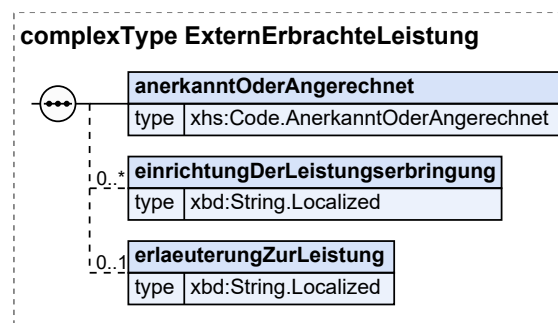 complexType ExternErbrachteLeistung
anerkanntOderAngerechnet
type xhs:Code.AnerkanntOderAngerechnet
0..* einrichtungDerLeistungserbringung
type xbd:String.Localized
0..1 erlaeuterungZurLeistung
type xbd:String.Localized